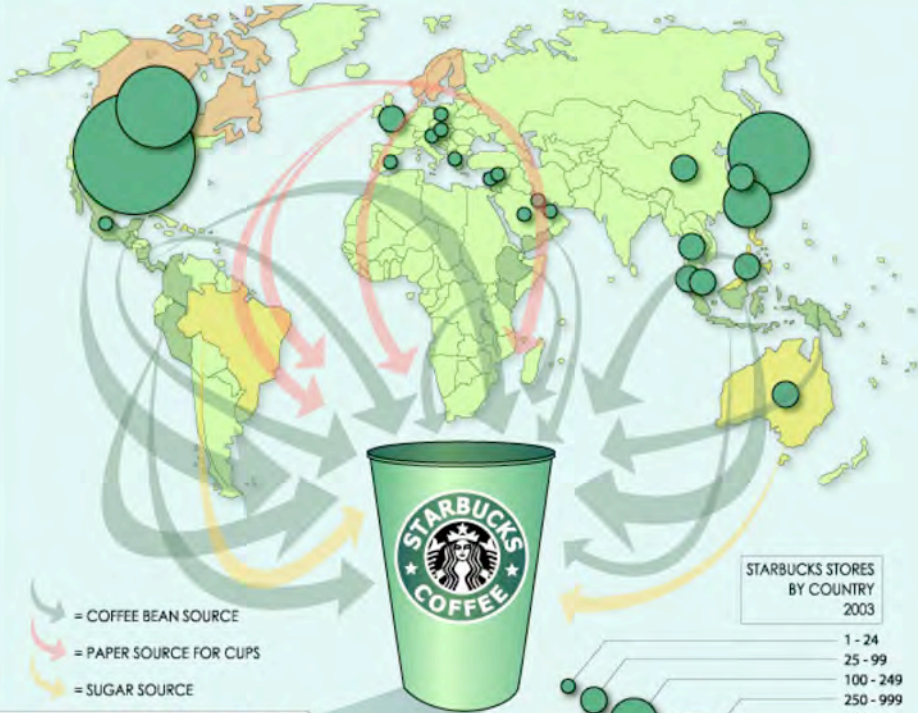 STARBUCKS
COFFEE
STARBUCKS STORES
BY COUNTRY
2003
= COFFEE BEAN SOURCE
= PAPER SOURCE FOR CUPS
= SUGAR SOURCE
1 - 24
25 - 99
100 - 249
250 - 999